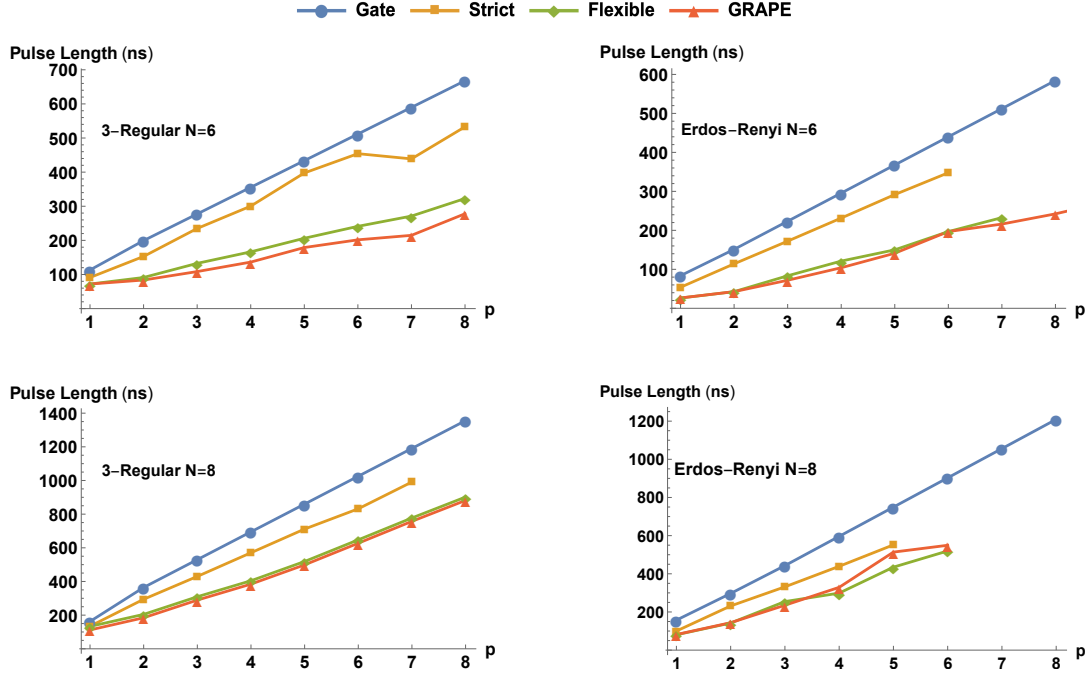 Gate Strict Flexible GRAPE
Pulse Length (ns)
700
600
500
400
300
200
100
3−Regular N=6
1 2 3 4 5 6 7 8
p
Pulse Length (ns)
600
500
400
300
200
100
Erdos−Renyi N=6
1 2 3 4 5 6 7 8
p
Pulse Length (ns)
1400
1200
1000
800
600
400
200
3−Regular N=8
1 2 3 4 5 6 7 8
p
Pulse Length (ns)
1200
1000
800
600
400
200
Erdos−Renyi N=8
1 2 3 4 5 6 7 8
p